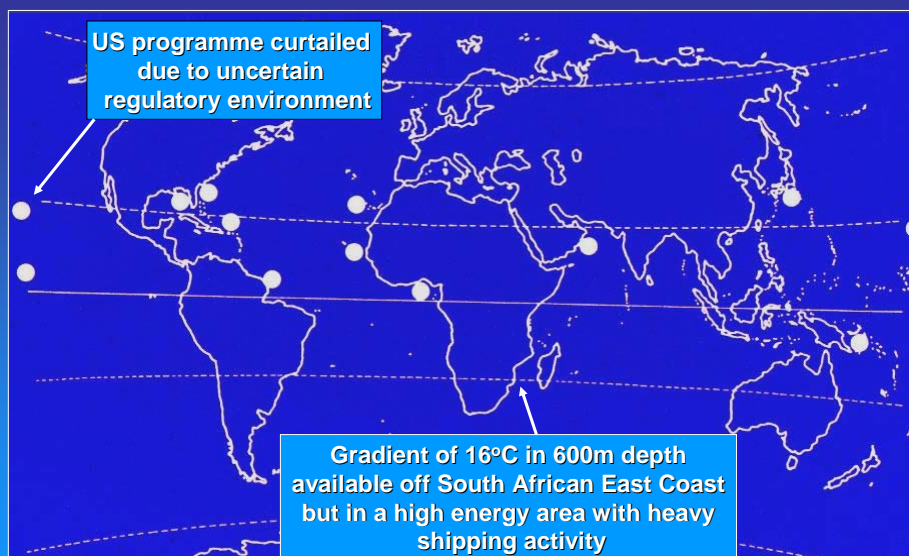 US programme curtailed
due to uncertain
regulatory environment
Gradient of 16°C in 600m depth
available off South African East Coast
but in a high energy area with heavy
shipping activity